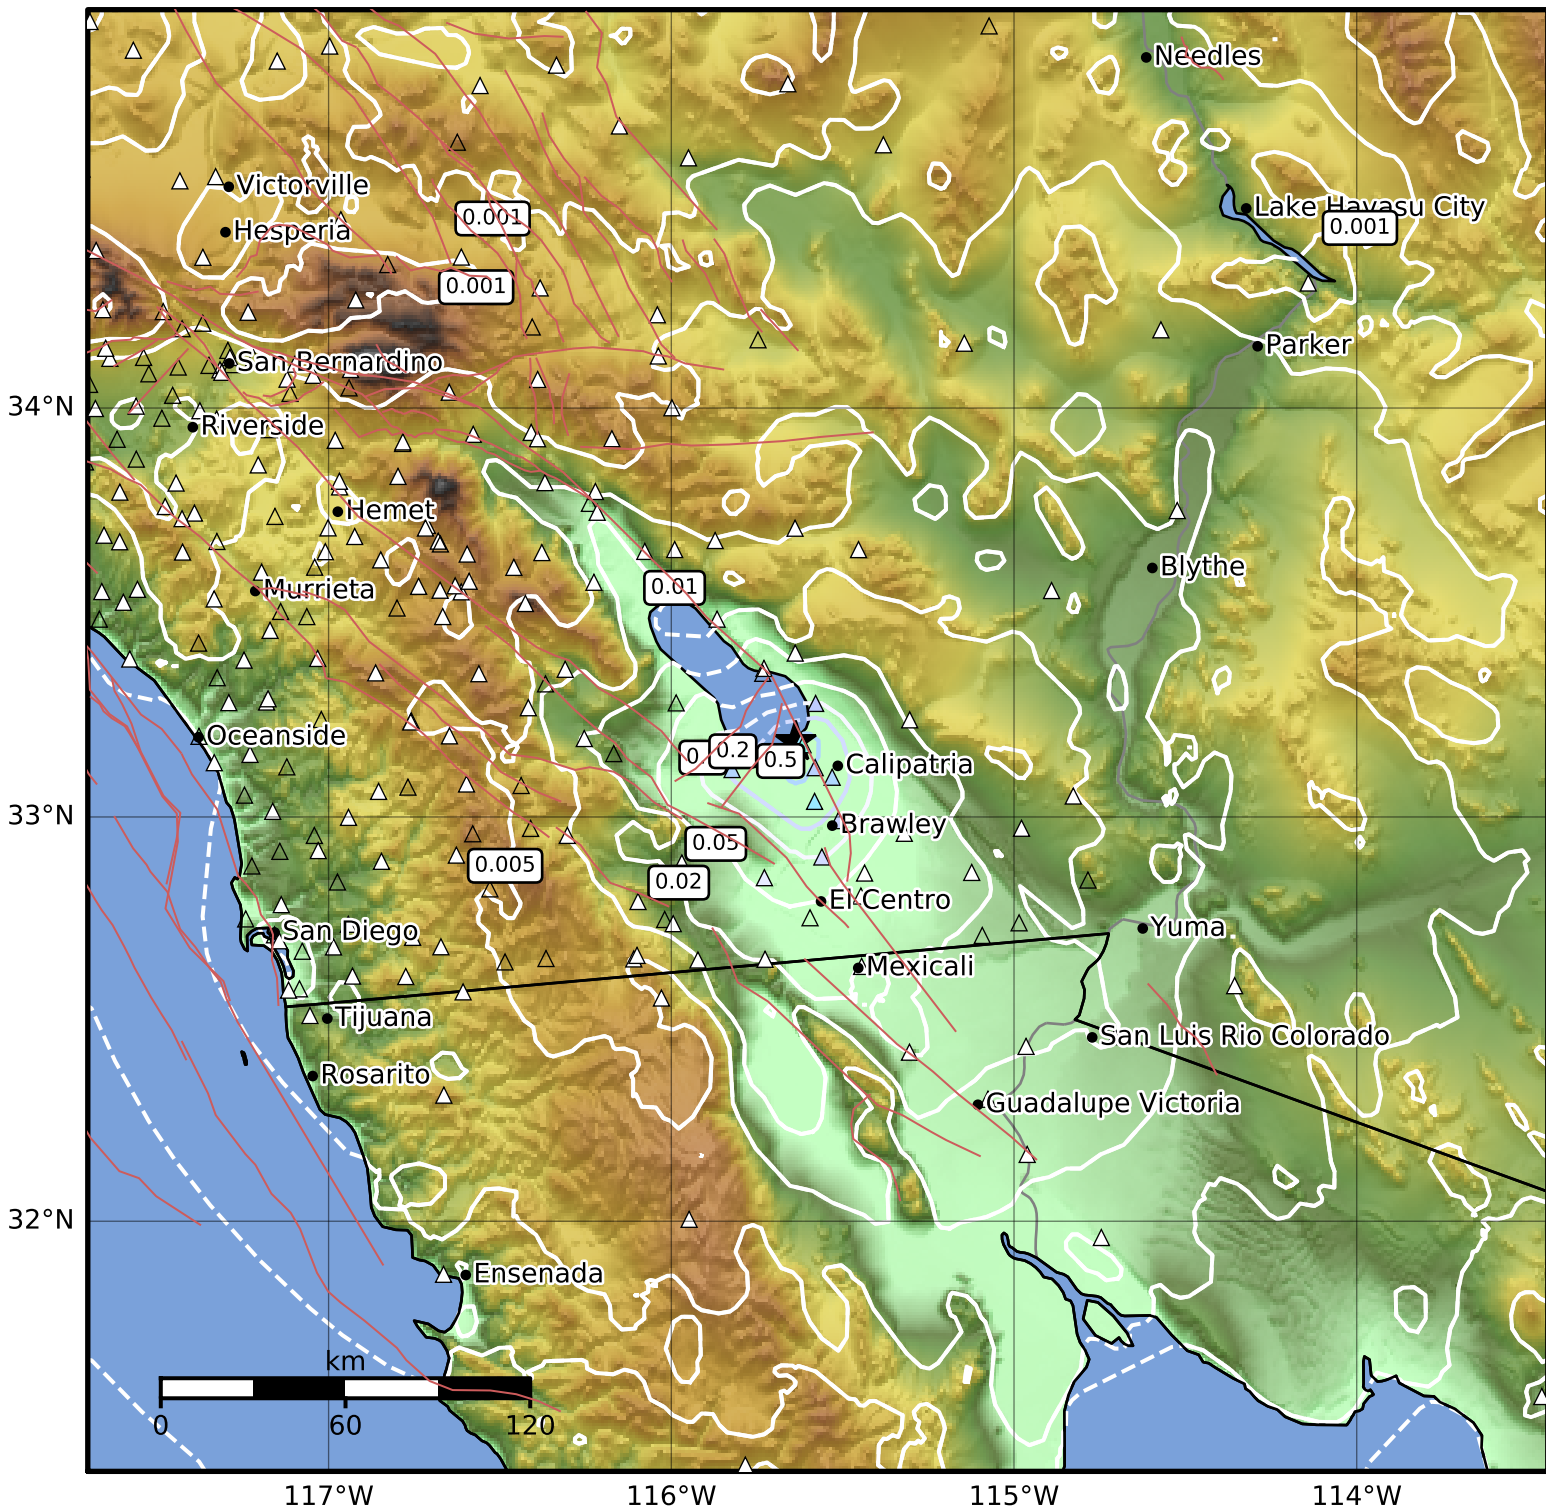 Needles
Victorville
0.001
Lake Havasu City
Hesperia
0.001
0.001
San Bernardino
Parker
34°N
Riverside
Hemet
Blythe
0.01
Murrieta
Oceanside
0.
0.2
0.5
Calipatria
33°N
Brawley
0.05
0.005
0.02
El Centro
San Diego
Yuma
Mexicali
Tijuana
San Luis Rio Colorado
Rosarito
Guadalupe Victoria
32°N
Ensenada
km
0
60
120
117°W
116°W
115°W
114°W